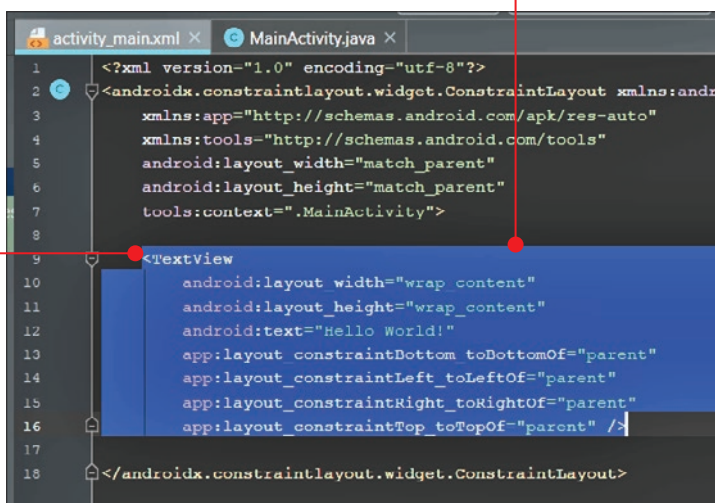 activity_main.xml × MainActivity.java ×
1 <?xml version="1.0" encoding="utf-8"?>
2 <androidx.constraintlayout.widget.ConstraintLayout xmlns:andr
3 xmlns:app="http://schemas.android.com/apk/res-auto"
4 xmlns:tools="http://schemas.android.com/tools"
5 android:layout_width="match_parent"
6 android:layout_height="match_parent"
7 tools:context=".MainActivity">
8
9 <TextView
10 android:layout_width="wrap_content"
11 android:layout_height="wrap_content"
12 android:text="Hello World!"
13 app:layout_constraintBottom_toBottomOf="parent"
14 app:layout_constraintLeft_toLeftOf="parent"
15 app:layout_constraintRight_toRightOf="parent"
16 app:layout_constraintTop_toTopOf="parent" />
17
18 </androidx.constraintlayout.widget.ConstraintLayout>